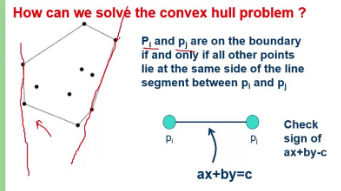 How can we solve the convex hull problem ?
Pi and pj are on the boundary
if and only if all other points
lie at the same side of the line
segment between pi and pj
Check
sign of
ax+by-c
pi
pj
ax+by=c